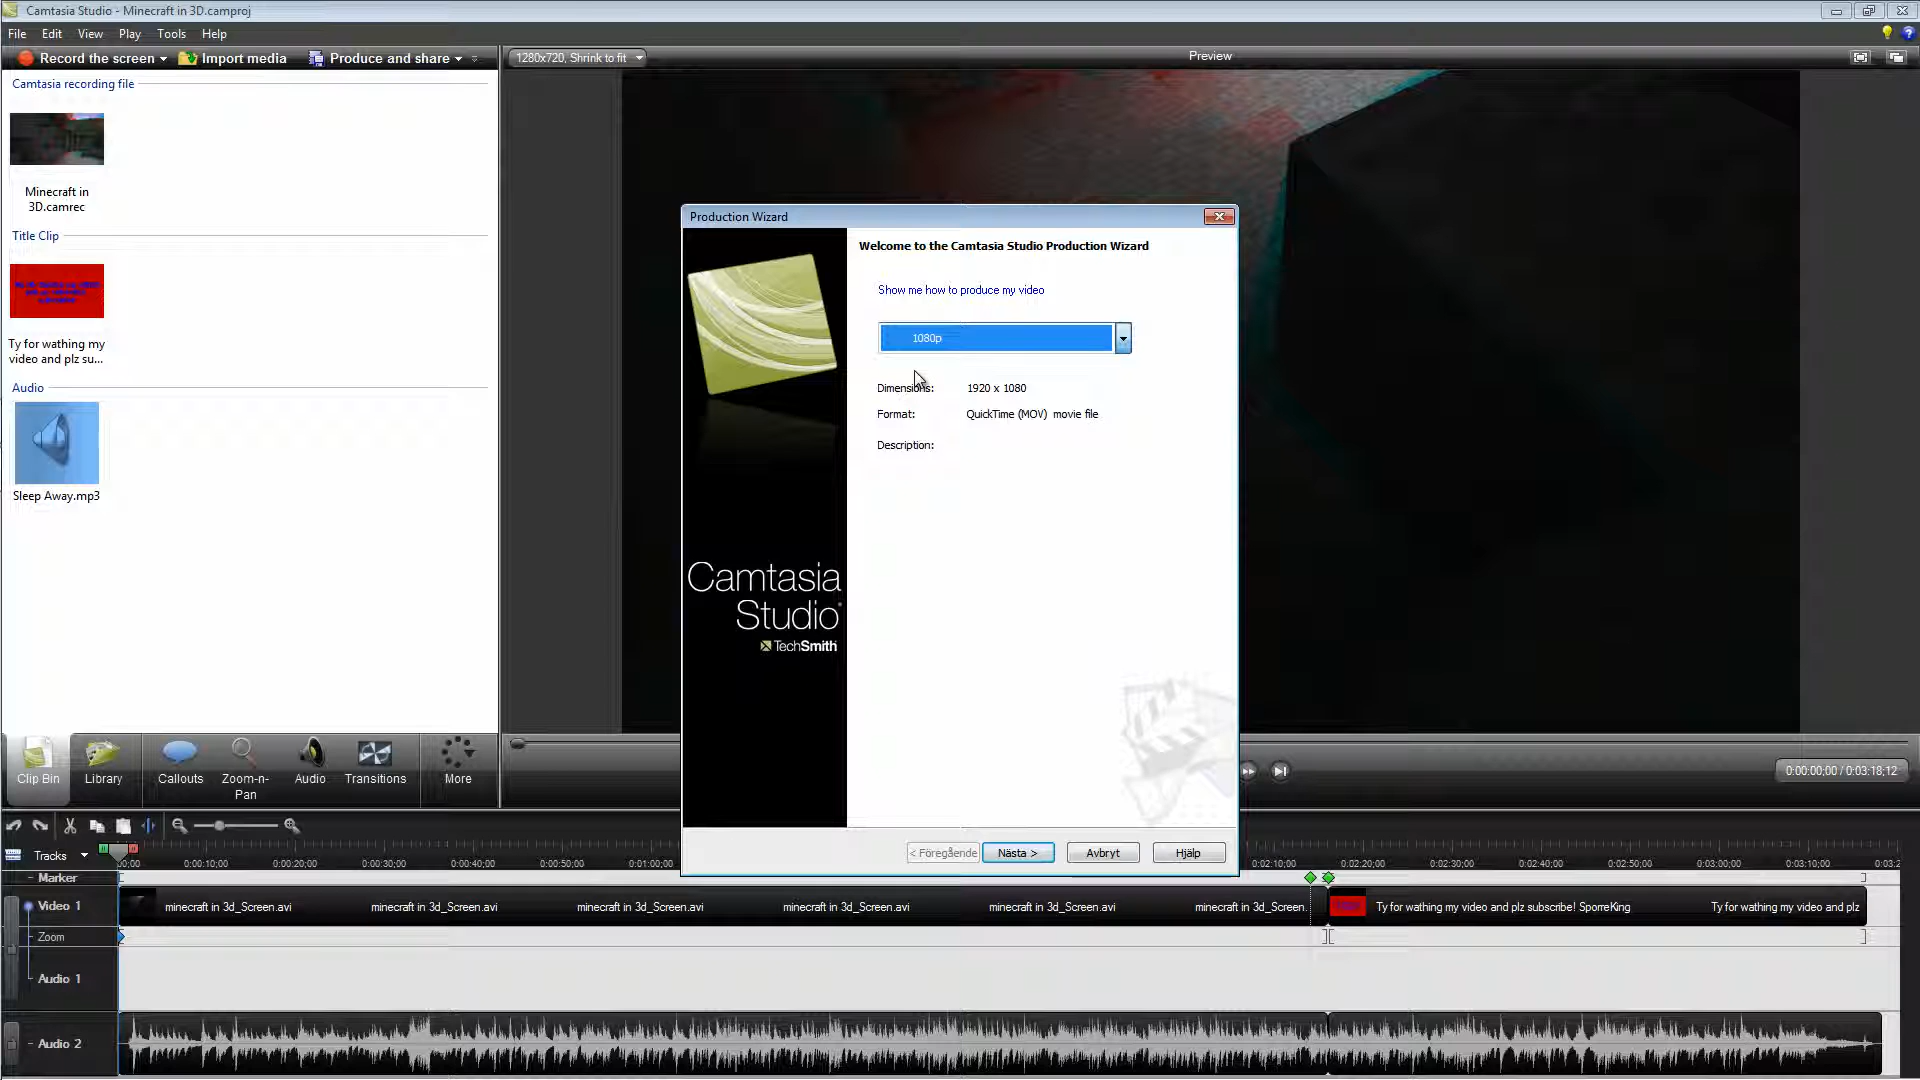 Camtasia Studio - Minecraft in 3D.camproj
File Edit View Play Tools Help
Record the screen Import media Produce and share 1280x720, Shrink to fit Preview
Camtasia recording file
Minecraft in
3D.camrec
Title Clip
Ty for wathing my
video and plz su...
Audio
Sleep Away.mp3
Production Wizard
Welcome to the Camtasia Studio Production Wizard
Show me how to produce my video
1080p
Dimensions: 1920 x 1080
Format: QuickTime (MOV) movie file
Description:
Camtasia
Studio
TechSmith
< Föregående Nästa > Avbryt Hjälp
Clip Bin Library Callouts Zoom-n-
Pan Audio Transitions More
0:00:00;00 / 0:03:18;12
Tracks 00:00 0:00:10;00 0:00:20;00 0:00:30;00 0:00:40;00 0:00:50;00 0:01:00 0:02:10;00 0:02:20;00 0:02:30;00 0:02:40;00 0:02:50;00 0:03:00;00 0:03:10;00 0:03:2
Marker
Video 1 minecraft in 3d_Screen.avi minecraft in 3d_Screen.avi minecraft in 3d_Screen.avi minecraft in 3d_Screen.avi minecraft in 3d_Screen.avi minecraft in 3d_Screen. Ty for wathing my video and plz subscribe! SporreKing Ty for wathing my video and plz
Zoom
Audio 1
Audio 2